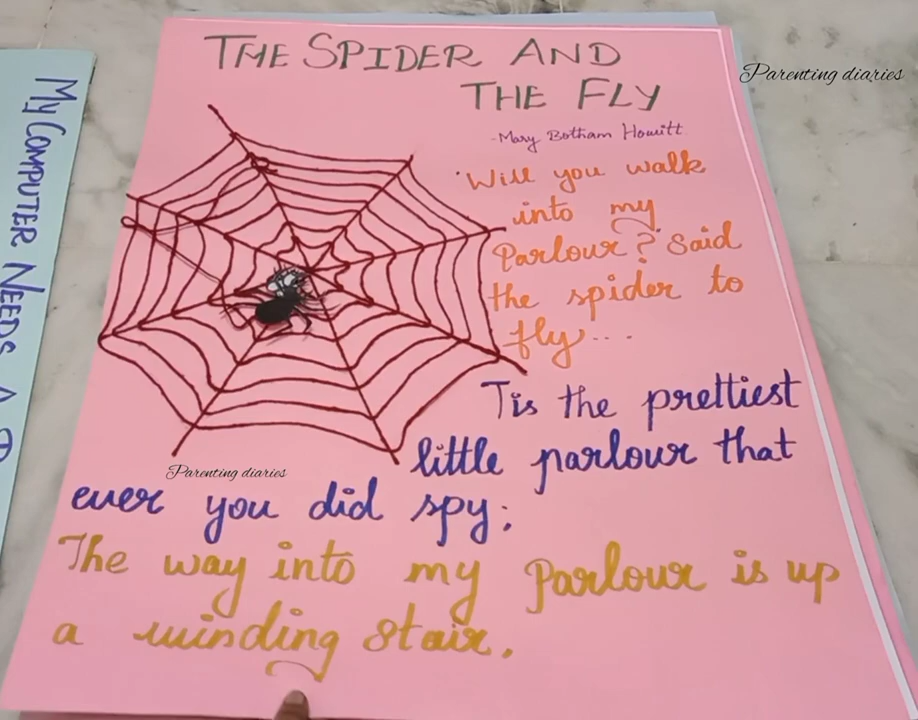 THE SPIDER AND
THE FLY
-Mary Botham Howitt
'Will you walk
into my
Parlour?' Said
the spider to
fly...
Tis the prettiest
little parlour that
ever you did spy;
The way into my Parlour is up
a winding stair.
Parenting diaries
Parenting diaries
MY COMPUTER NEEDS A